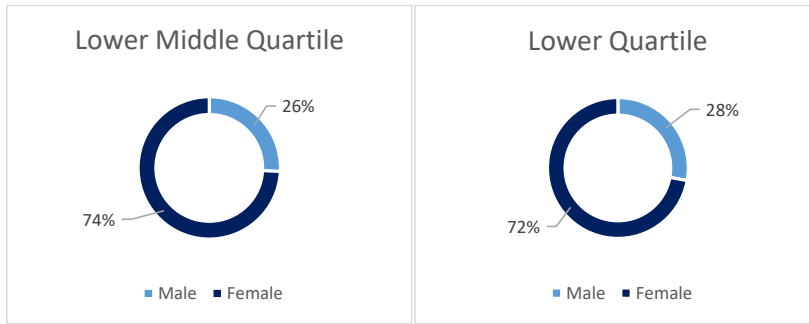 Lower Middle Quartile
26%
74%
Male Female
Lower Quartile
28%
72%
Male Female